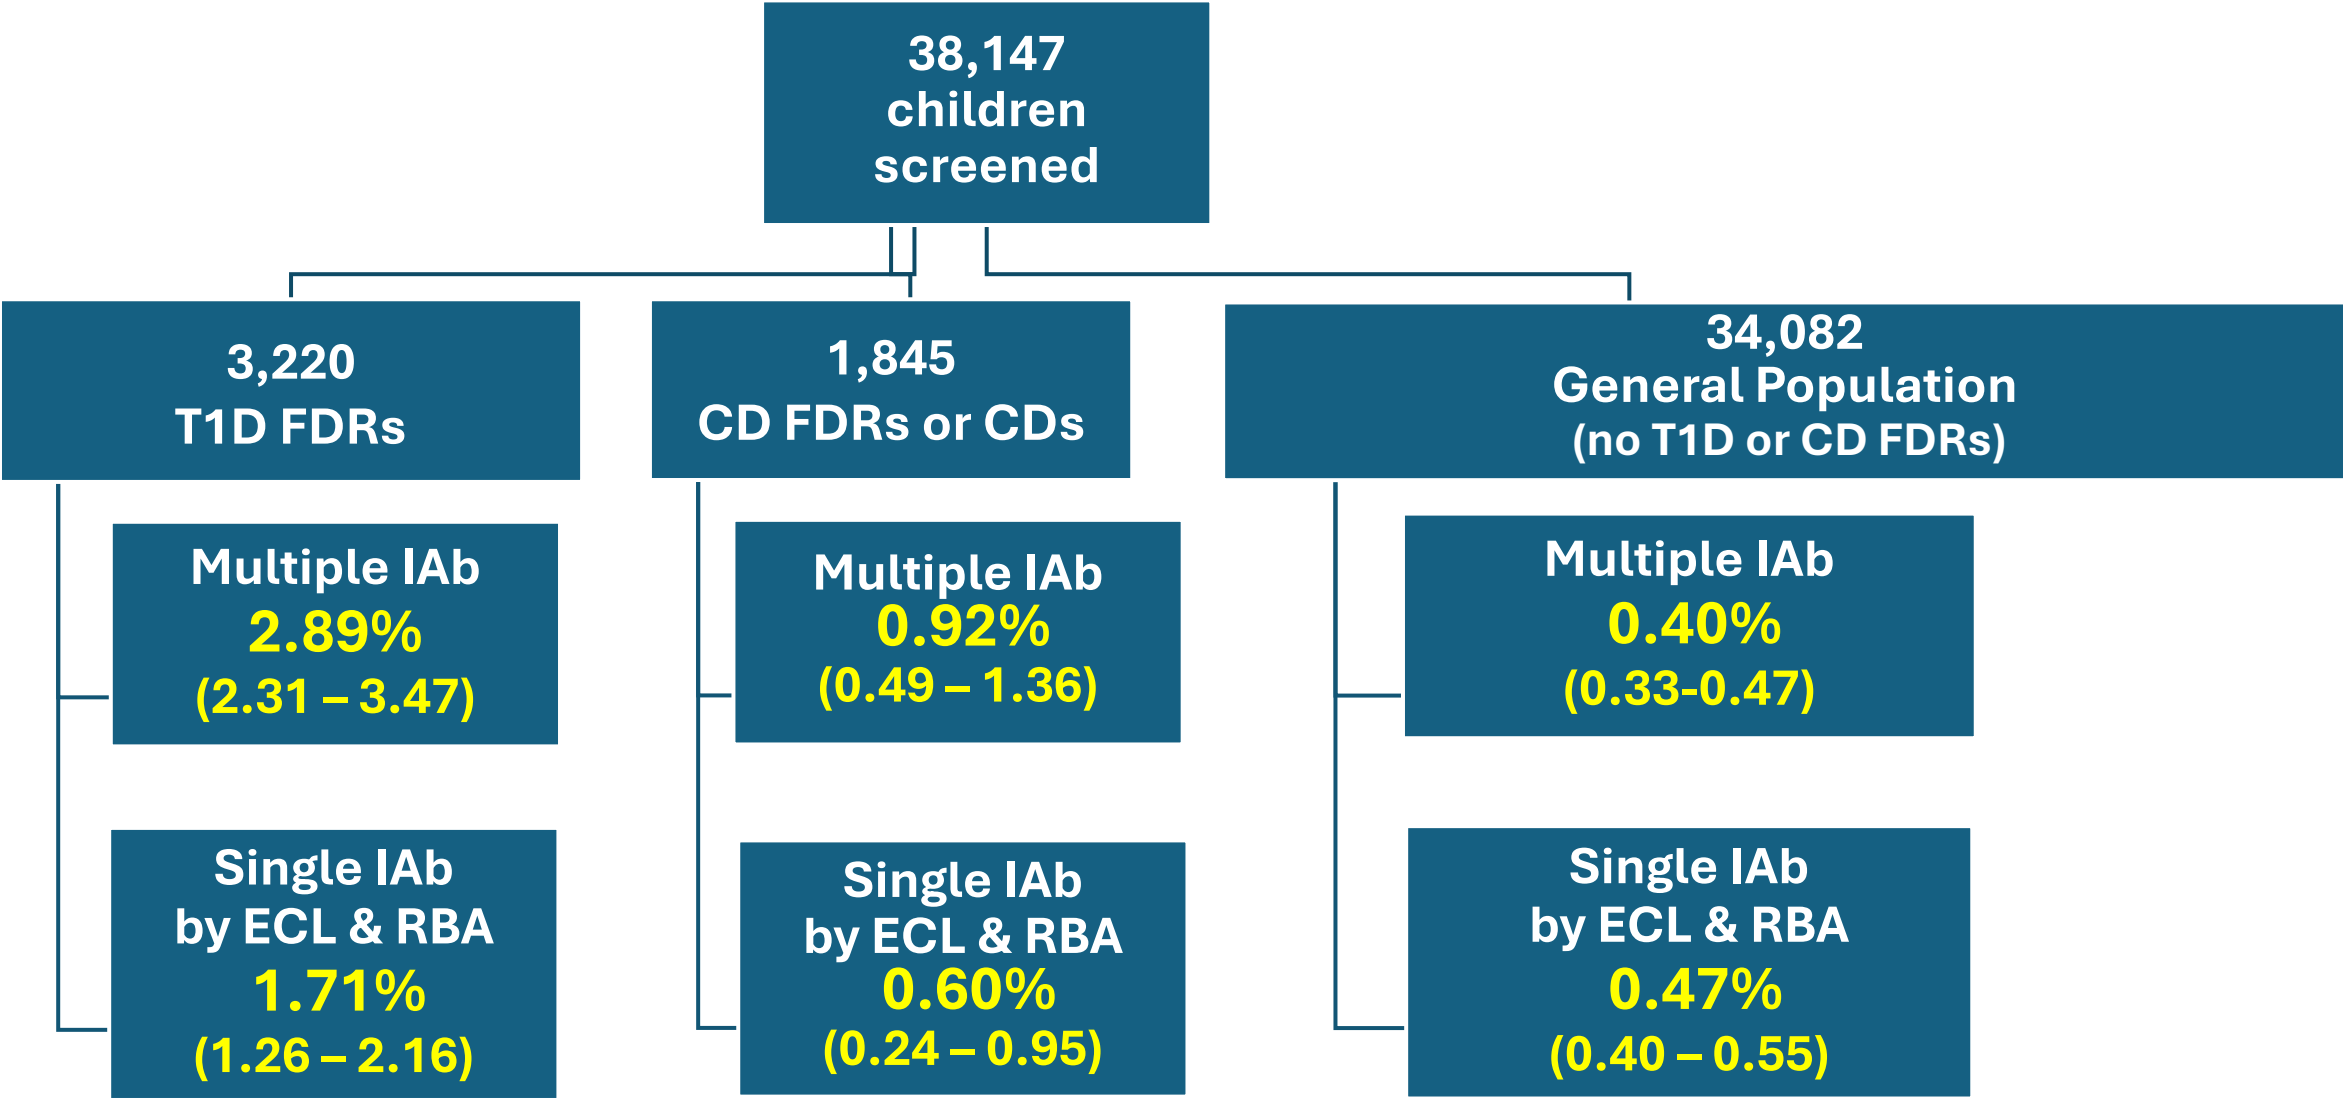 38,147
children
screened
3,220
T1D FDRs
1,845
CD FDRs or CDs
34,082
General Population
(no T1D or CD FDRs)
Multiple IAb
2.89%
(2.31 – 3.47)
Multiple IAb
0.92%
(0.49 – 1.36)
Multiple IAb
0.40%
(0.33-0.47)
Single IAb
by ECL & RBA
1.71%
(1.26 – 2.16)
Single IAb
by ECL & RBA
0.60%
(0.24 – 0.95)
Single IAb
by ECL & RBA
0.47%
(0.40 – 0.55)